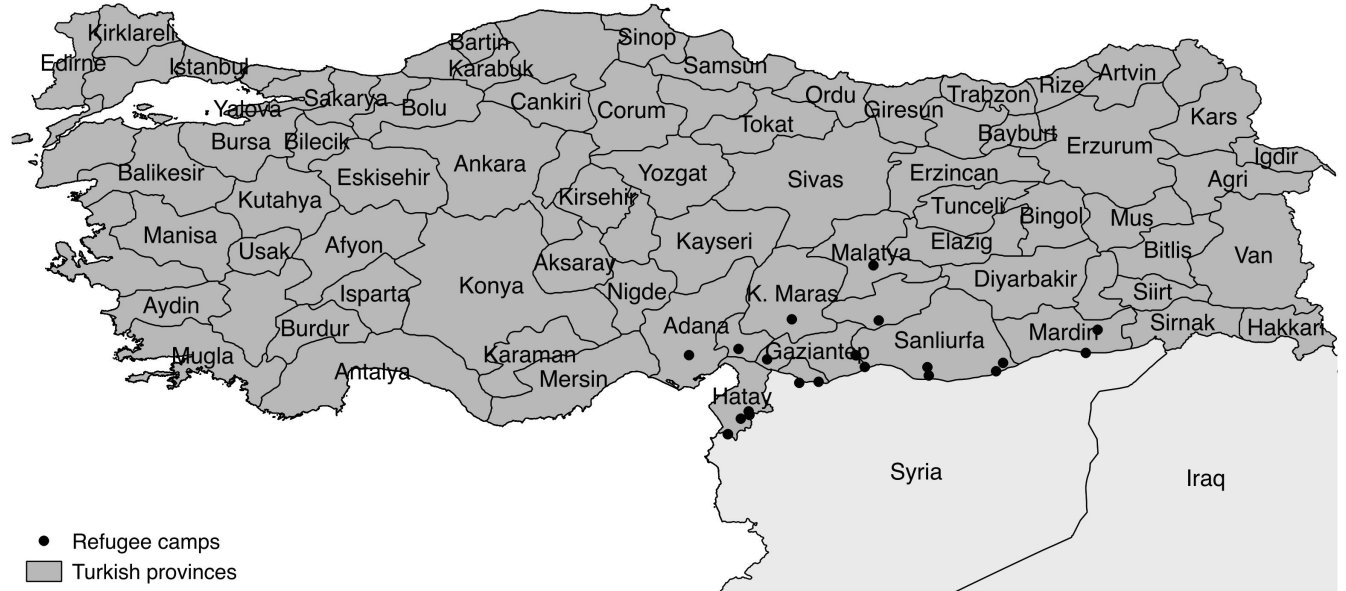 Kirklareli
Edirne
Istanbul
Yalova
Sakarya
Bartin
Karabuk
Bolu
Cankiri
Sinop
Samsun
Corum
Ordu
Giresun
Trabzon
Rize
Artvin
Kars
Igdir
Bursa
Bilecik
Tokat
Bayburt
Erzurum
Balikesir
Eskisehir
Ankara
Yozgat
Sivas
Erzincan
Agri
Kutahya
Kirsehir
Tunceli
Bingol
Mus
Manisa
Usak
Afyon
Kayseri
Malatya
Elazig
Bitlis
Van
Aksaray
Konya
Nigde
K. Maras
Diyarbakir
Siirt
Aydin
Isparta
Burdur
Adana
Sanliurfa
Mardin
Sirnak
Hakkari
Mugla
Antalya
Karaman
Mersin
Gaziantep
Hatay
Syria
Iraq
Refugee camps
Turkish provinces